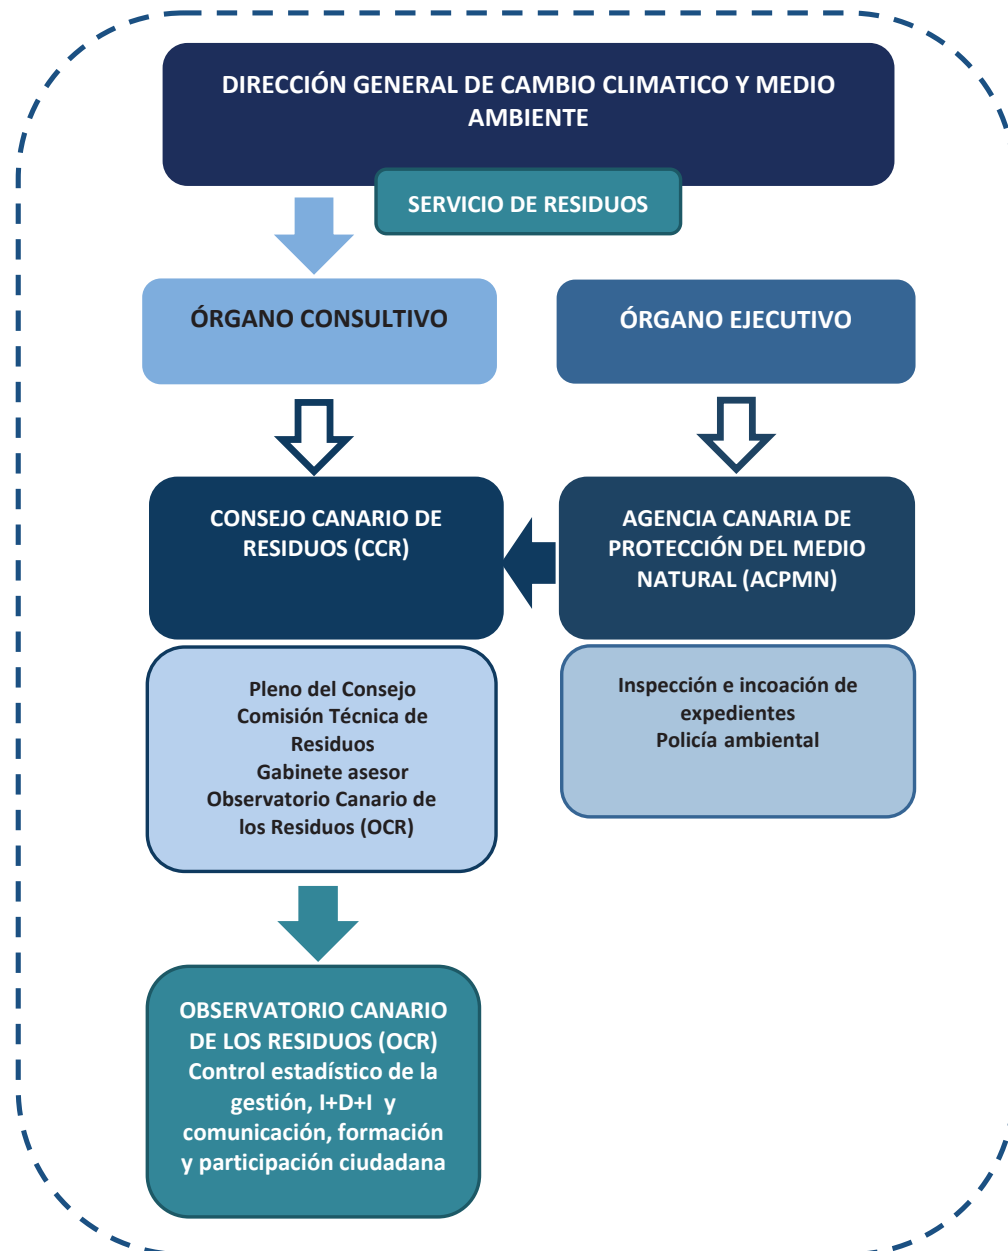 DIRECCIÓN GENERAL DE CAMBIO CLIMATICO Y MEDIO
AMBIENTE
SERVICIO DE RESIDUOS
ÓRGANO CONSULTIVO
ÓRGANO EJECUTIVO
CONSEJO CANARIO DE
RESIDUOS (CCR)
AGENCIA CANARIA DE
PROTECCIÓN DEL MEDIO
NATURAL (ACPMN)
Pleno del Consejo
Comisión Técnica de
Residuos
Gabinete asesor
Observatorio Canario de
los Residuos (OCR)
Inspección e incoación de
expedientes
Policía ambiental
OBSERVATORIO CANARIO
DE LOS RESIDUOS (OCR)
Control estadístico de la
gestión, I+D+I y
comunicación, formación
y participación ciudadana